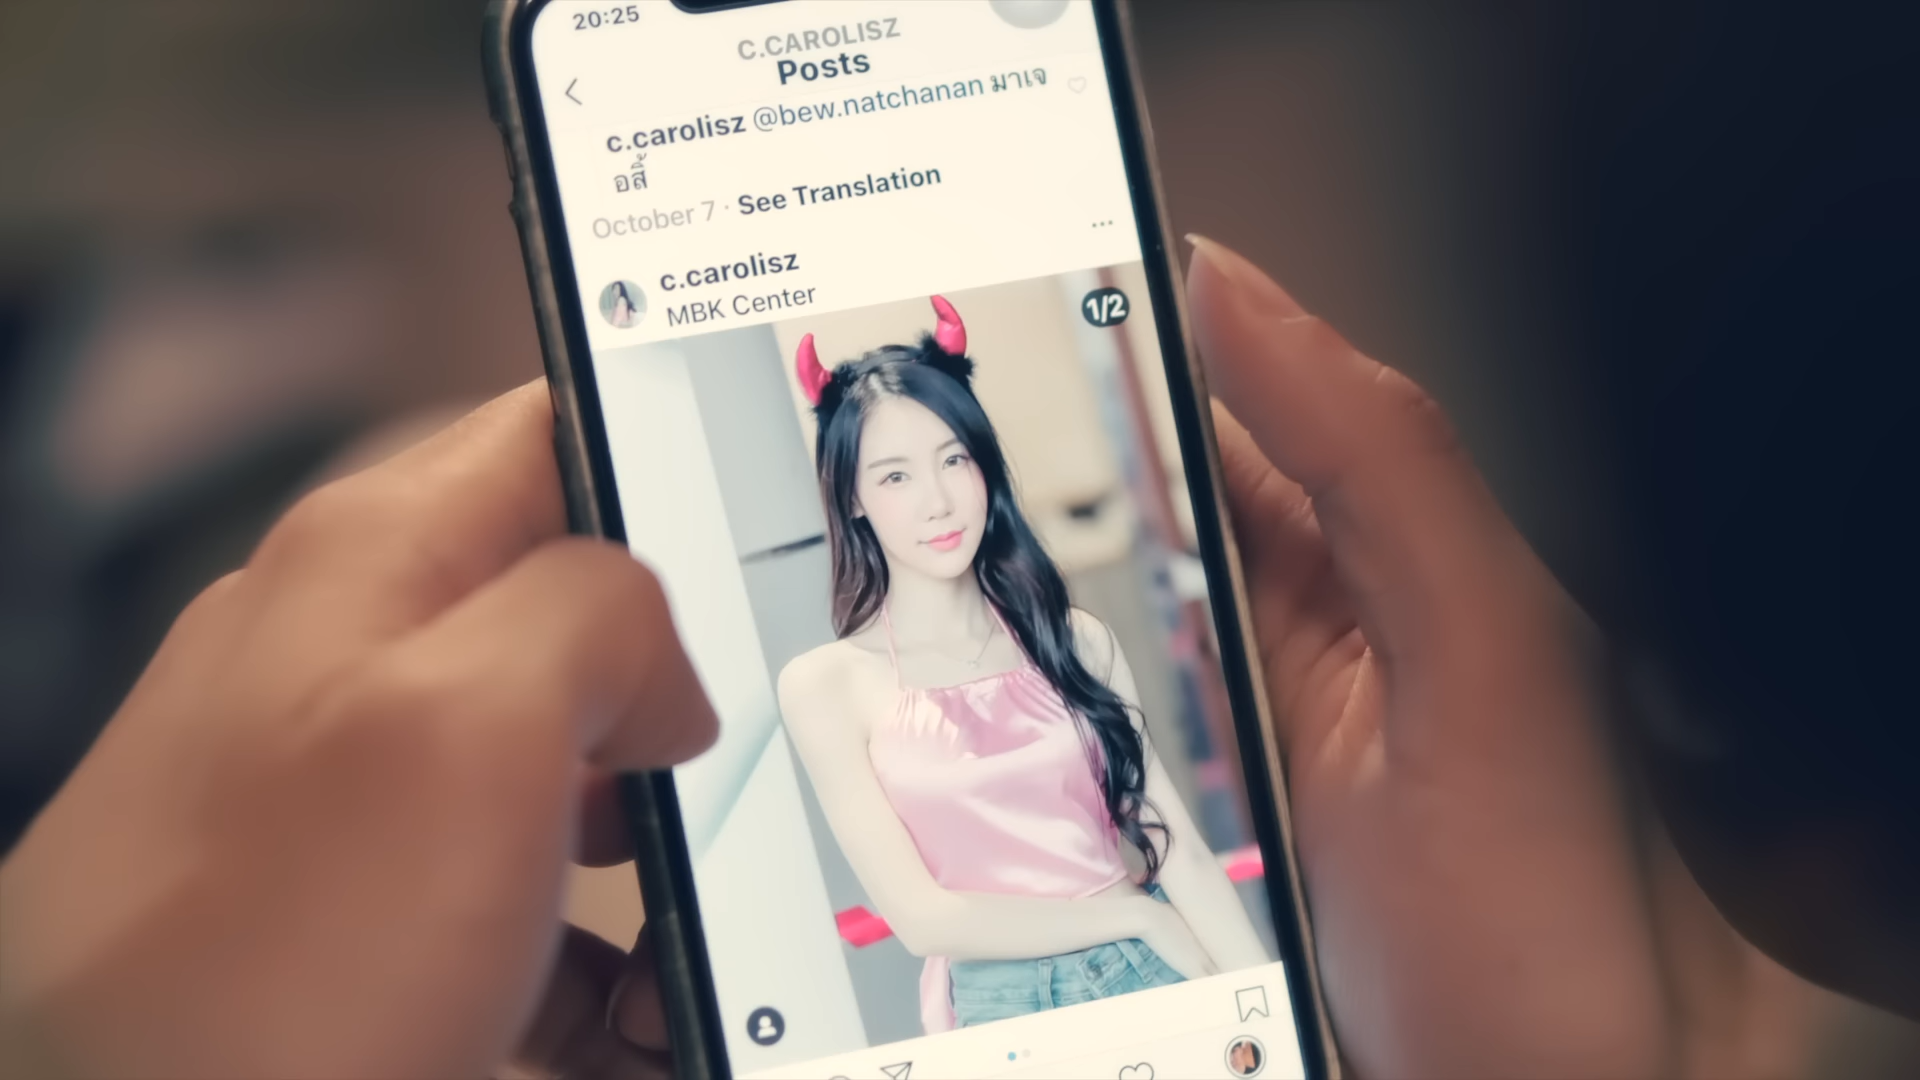 20:25
C.CAROLISZ
Posts
c.carolisz @bew.natchanan มาเจ
อสิ้
October 7 · See Translation
c.carolisz
MBK Center
1/2